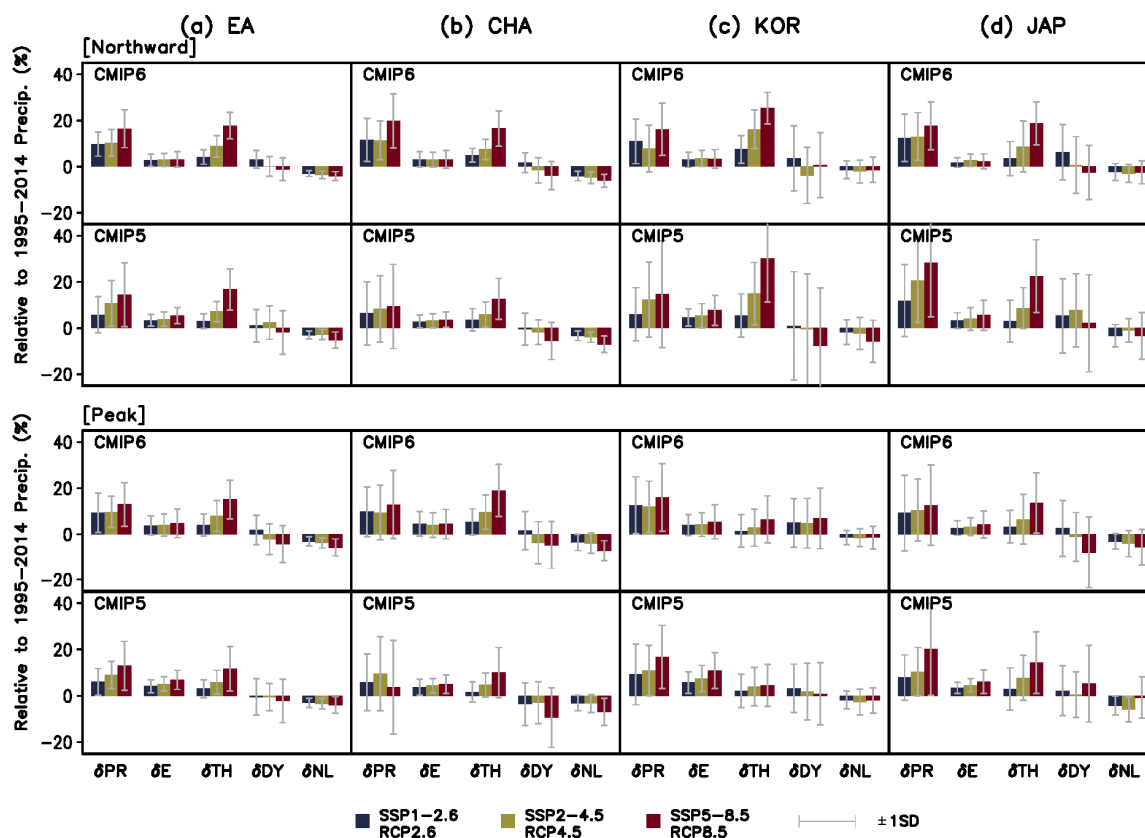 (a) EA (b) CHA (c) KOR (d) JAP
[Northward]
Relative to 1995-2014 Precip. (%)
CMIP6 CMIP6 CMIP6 CMIP6
40
20
0
-20
CMIP5 CMIP5 CMIP5 CMIP5
40
20
0
-20
[Peak]
Relative to 1995-2014 Precip. (%)
CMIP6 CMIP6 CMIP6 CMIP6
40
20
0
-20
CMIP5 CMIP5 CMIP5 CMIP5
40
20
0
-20
δPR δE δTH δDY δNL δPR δE δTH δDY δNL δPR δE δTH δDY δNL δPR δE δTH δDY δNL
SSP1-2.6 SSP2-4.5 SSP5-8.5 ±1SD
RCP2.6 RCP4.5 RCP8.5